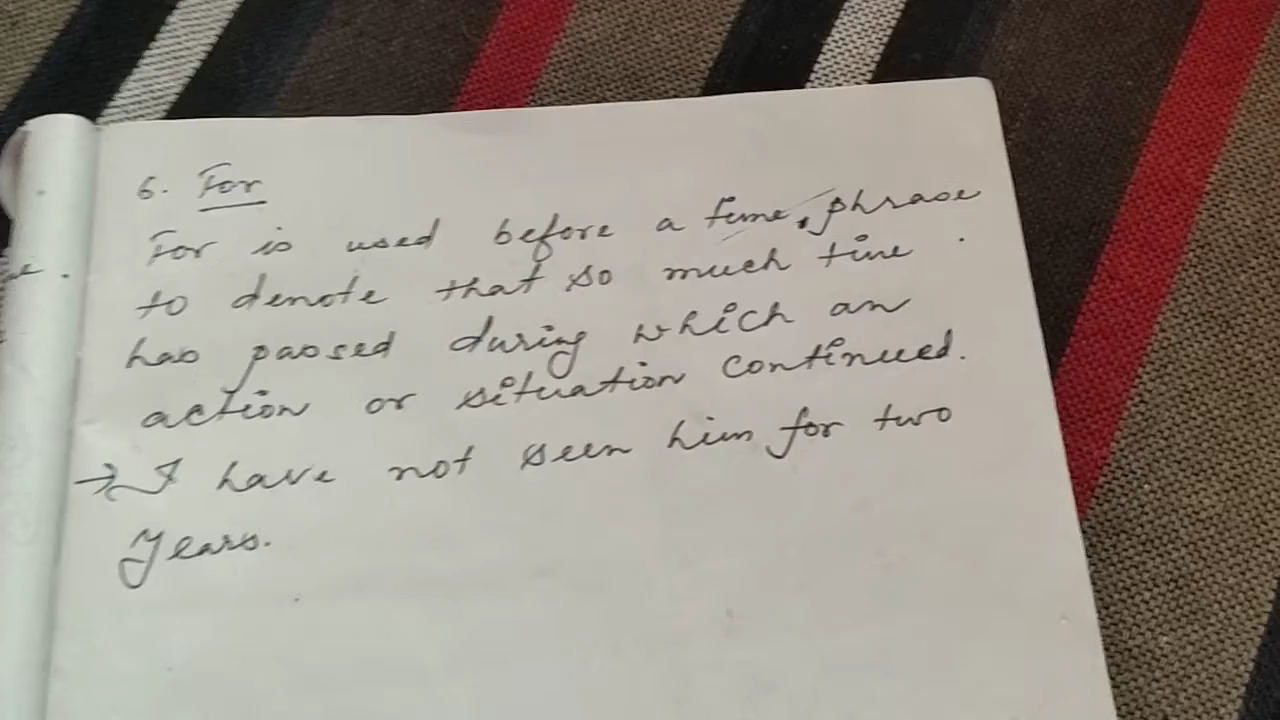 6. For
For is used before a time, phrase
to denote that so much time
has passed during which an
action or situation continued.
→ I have not seen him for two
years.